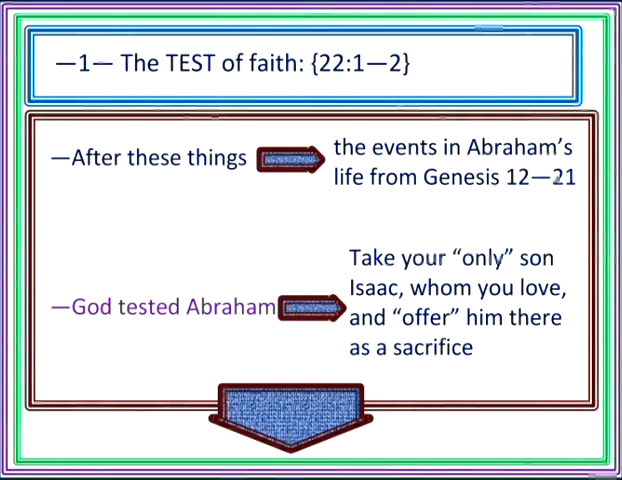 —1— The TEST of faith: {22:1—2}
—After these things
the events in Abraham’s
life from Genesis 12—21
—God tested Abraham
Take your “only” son
Isaac, whom you love,
and “offer” him there
as a sacrifice